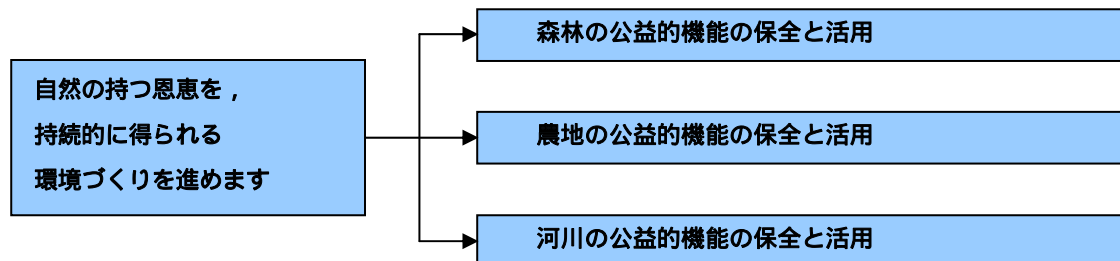 自然の持つ恩恵を，
持続的に得られる
環境づくりを進めます
森林の公益的機能の保全と活用
農地の公益的機能の保全と活用
河川の公益的機能の保全と活用